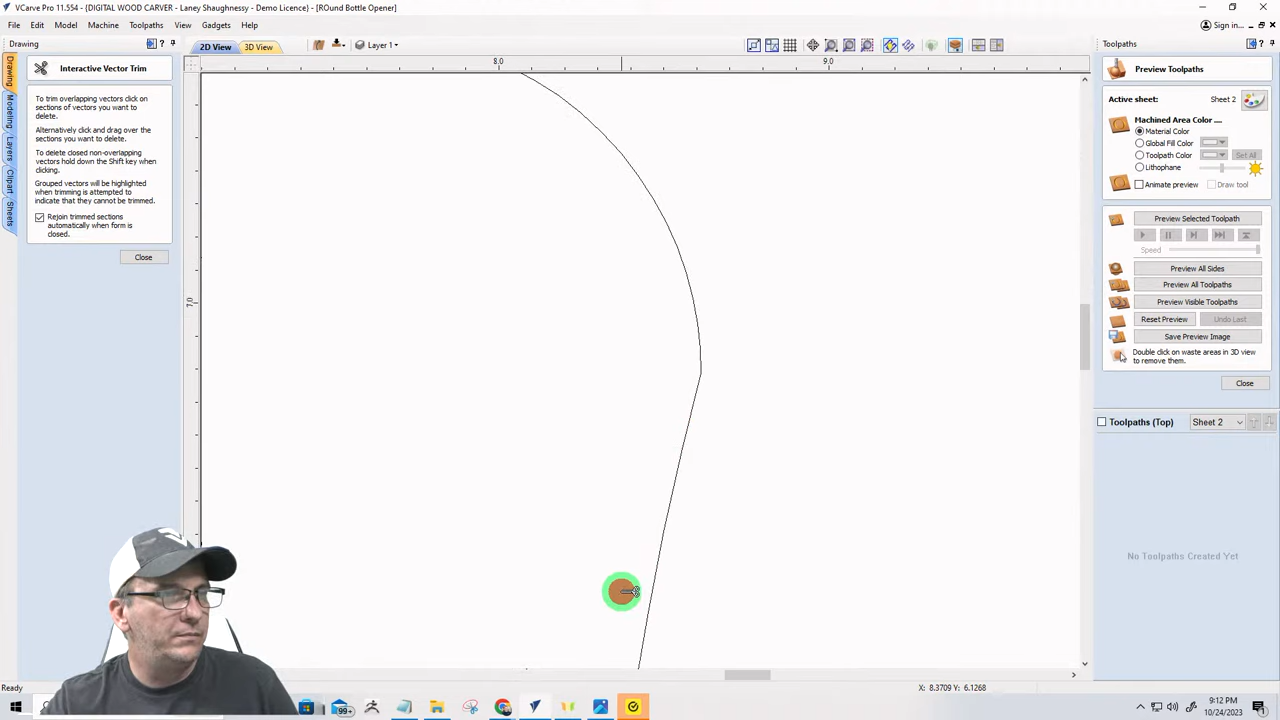 VCarve Pro 11.554 - {DIGITAL WOOD CARVER - Laney Shaughnessy - Demo Licence} - [ROund Bottle Opener]
File Edit Model Machine Toolpaths View Gadgets Help
Sign in...
Drawing
2D View
3D View
Layer 1
Toolpaths
Drawing
Modeling
Layers
Clipart
Sheets
Interactive Vector Trim
To trim overlapping vectors click on
sections of vectors you want to
delete.
Alternatively click and drag over the
sections you want to delete.
To delete closed non-overlapping
vectors hold down the Shift key when
clicking.
Grouped vectors will be highlighted
when trimming is attempted to
indicate that they cannot be trimmed.
Rejoin trimmed sections
automatically when form is
closed.
Close
8.0
9.0
7.0
Preview Toolpaths
Active sheet: Sheet 2
Machined Area Color ....
Material Color
Global Fill Color
Toolpath Color
Set All
Lithophane
Animate preview
Draw tool
Preview Selected Toolpath
Speed
Preview All Sides
Preview All Toolpaths
Preview Visible Toolpaths
Reset Preview
Undo Last
Save Preview Image
Double click on waste areas in 3D view
to remove them.
Close
Toolpaths (Top)
Sheet 2
No Toolpaths Created Yet
Ready
X: 8.3709 Y: 6.1268
99+
9:12 PM
10/24/2023